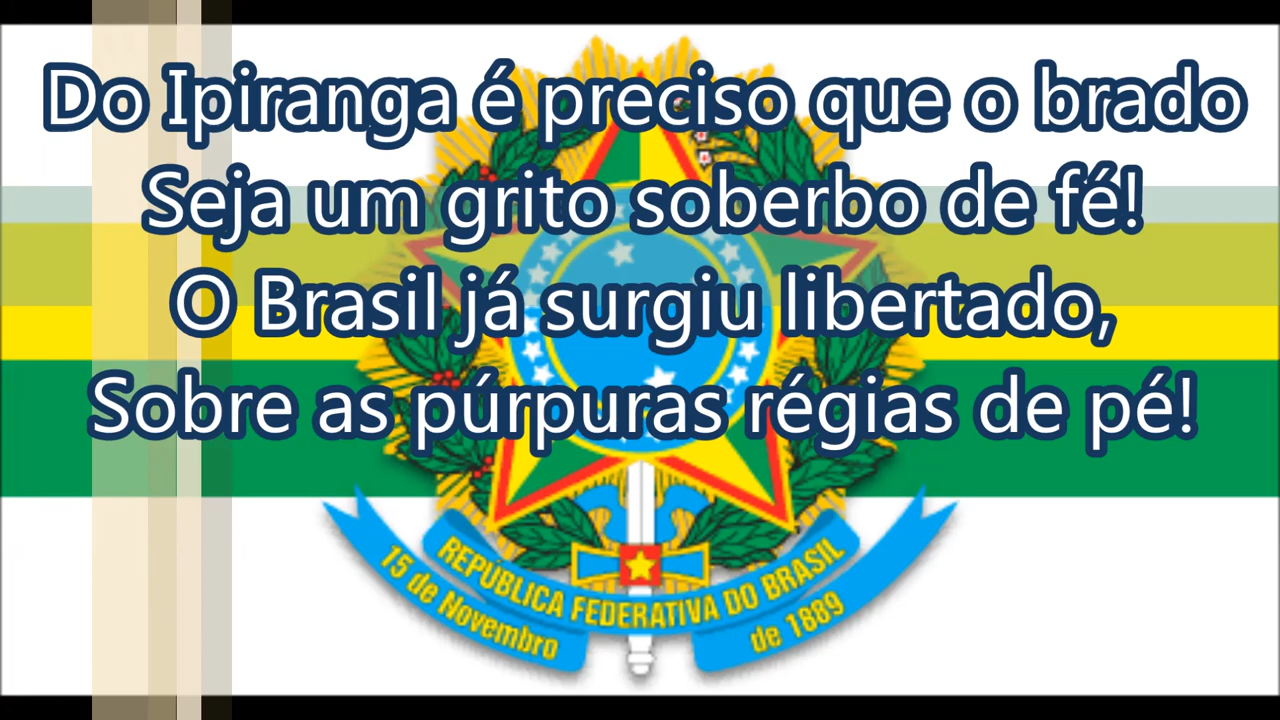 Do Ipiranga é preciso que o brado
Seja um grito soberbo de fé!
O Brasil já surgiu libertado,
Sobre as púrpuras régias de pé!
REPÚBLICA FEDERATIVA DO BRASIL
15 de Novembro de 1889